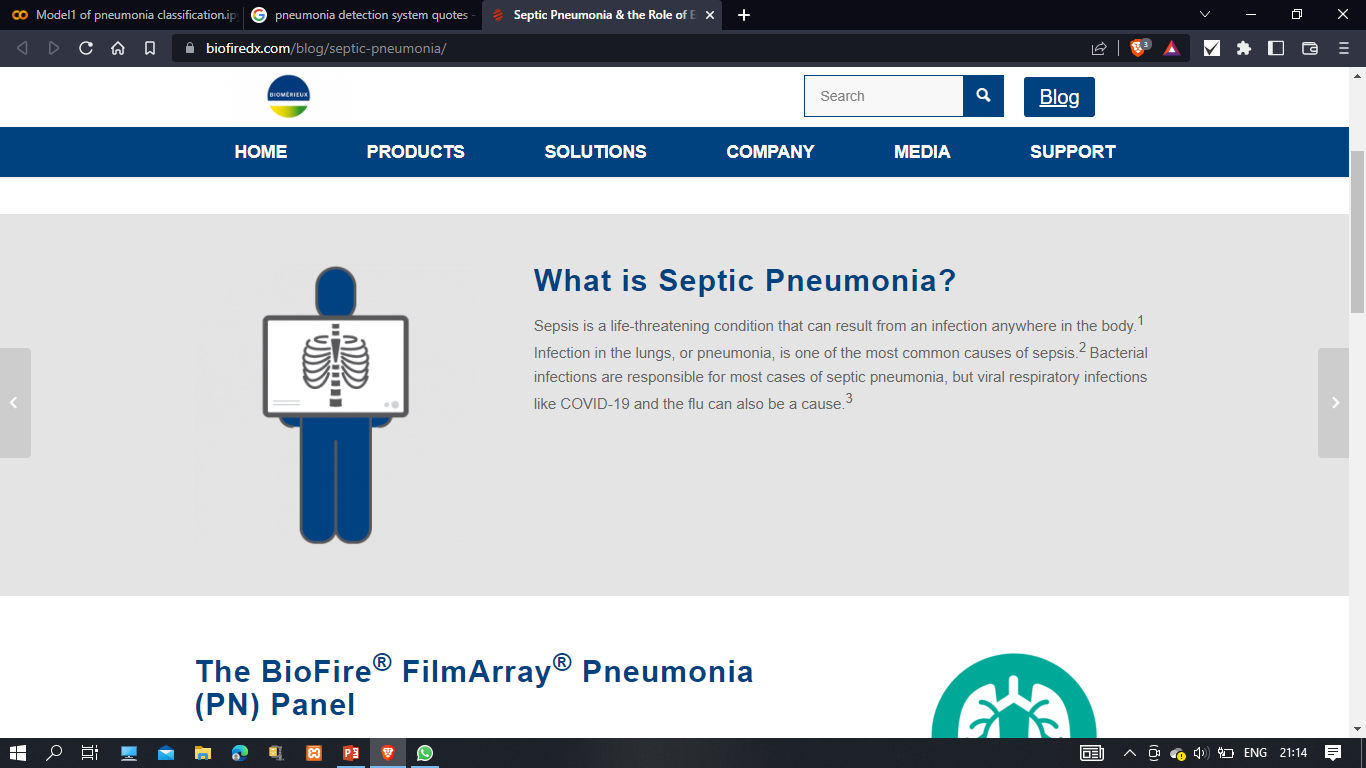 Model1 of pneumonia classification.ip
pneumonia detection system quotes -
Septic Pneumonia & the Role of E
biofiredx.com/blog/septic-pneumonia/
3
BIOMÉRIEUX
Search
Blog
HOME PRODUCTS SOLUTIONS COMPANY MEDIA SUPPORT
What is Septic Pneumonia?
Sepsis is a life-threatening condition that can result from an infection anywhere in the body.1
Infection in the lungs, or pneumonia, is one of the most common causes of sepsis.2 Bacterial
infections are responsible for most cases of septic pneumonia, but viral respiratory infections
like COVID-19 and the flu can also be a cause.3
The BioFire® FilmArray® Pneumonia
(PN) Panel
ENG 21:14